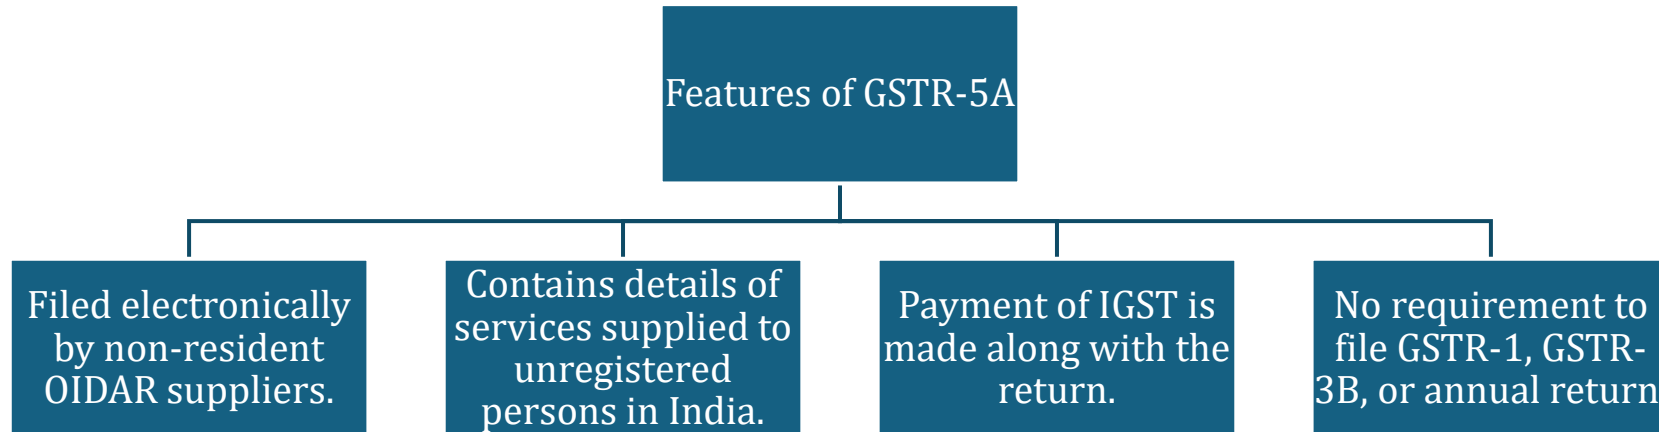 Features of GSTR-5A
Filed electronically
by non-resident
OIDAR suppliers.
Contains details of
services supplied to
unregistered
persons in India.
Payment of IGST is
made along with the
return.
No requirement to
file GSTR-1, GSTR-
3B, or annual return